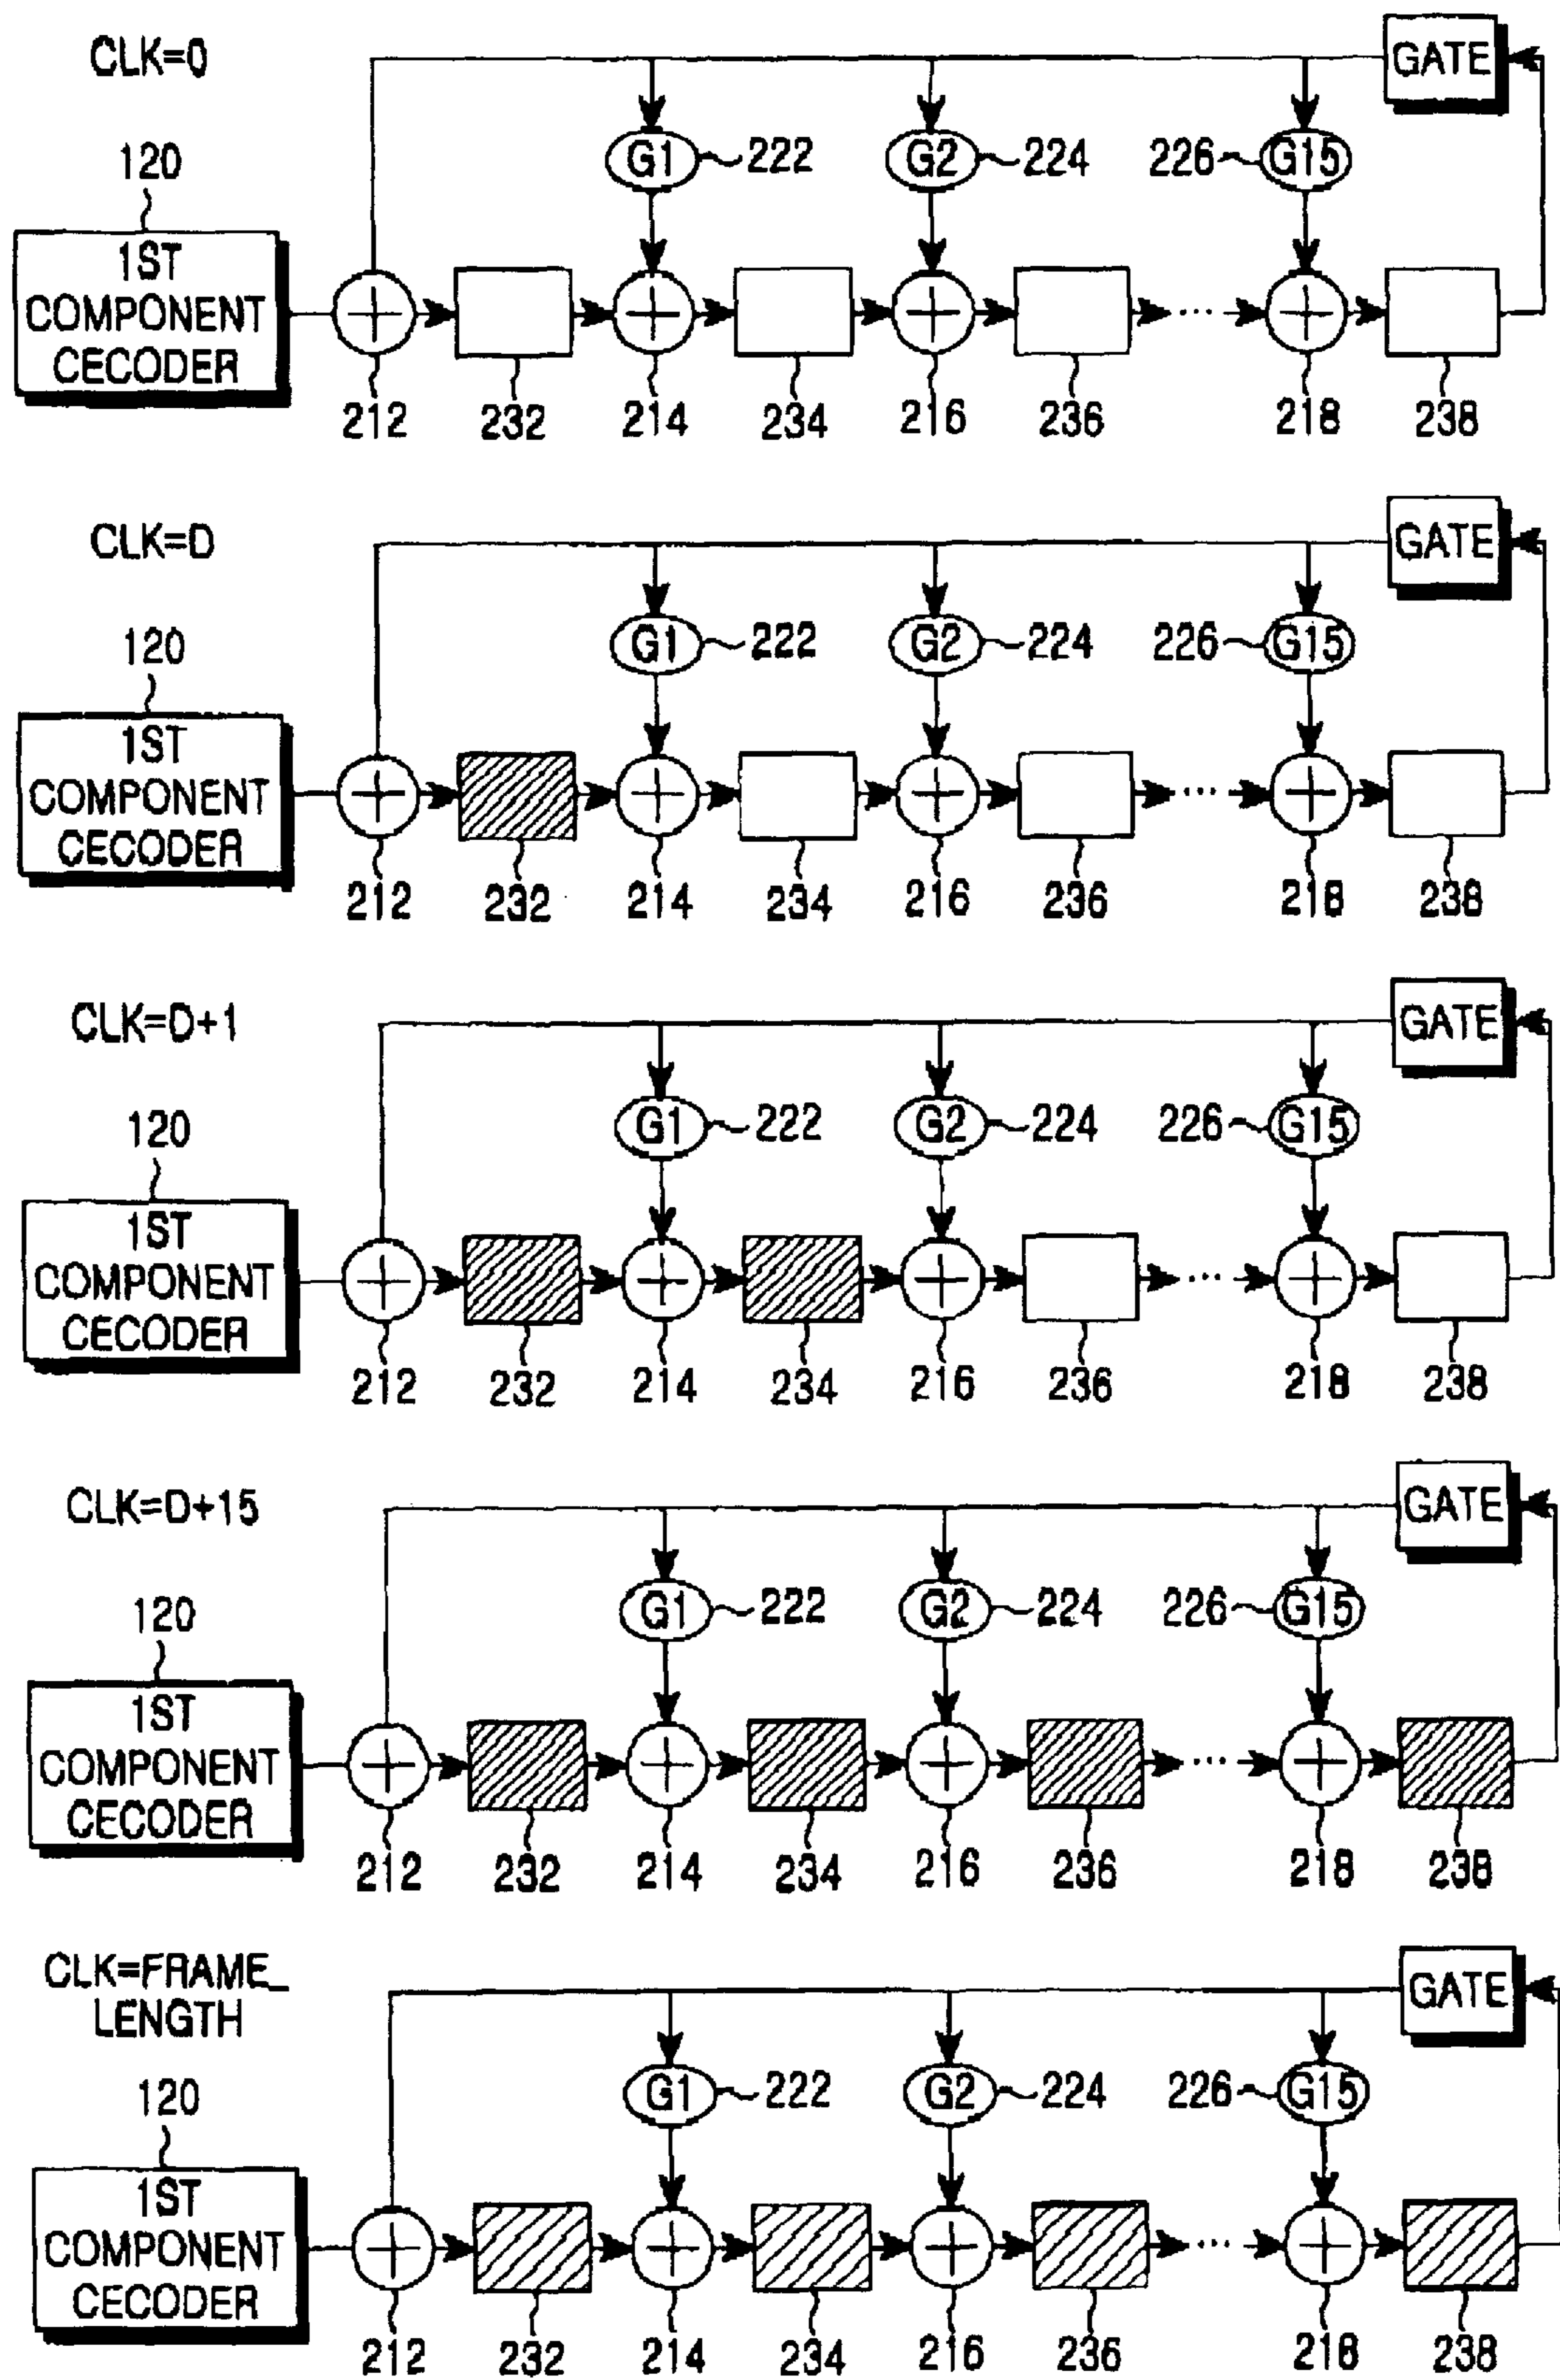 CLK=0
GATE
120
G1 222
G2 224
226 G15
1ST
COMPONENT
CECODER
212 232 214 234 216 236 218 238
CLK=D
GATE
120
G1 222
G2 224
226 G15
1ST
COMPONENT
CECODER
212 232 214 234 216 236 218 238
CLK=D+1
GATE
120
G1 222
G2 224
226 G15
1ST
COMPONENT
CECODER
212 232 214 234 216 236 218 238
CLK=D+15
GATE
120
G1 222
G2 224
226 G15
1ST
COMPONENT
CECODER
212 232 214 234 216 236 218 238
CLK=FRAME_
LENGTH
GATE
120
G1 222
G2 224
226 G15
1ST
COMPONENT
CECODER
212 232 214 234 216 236 218 238